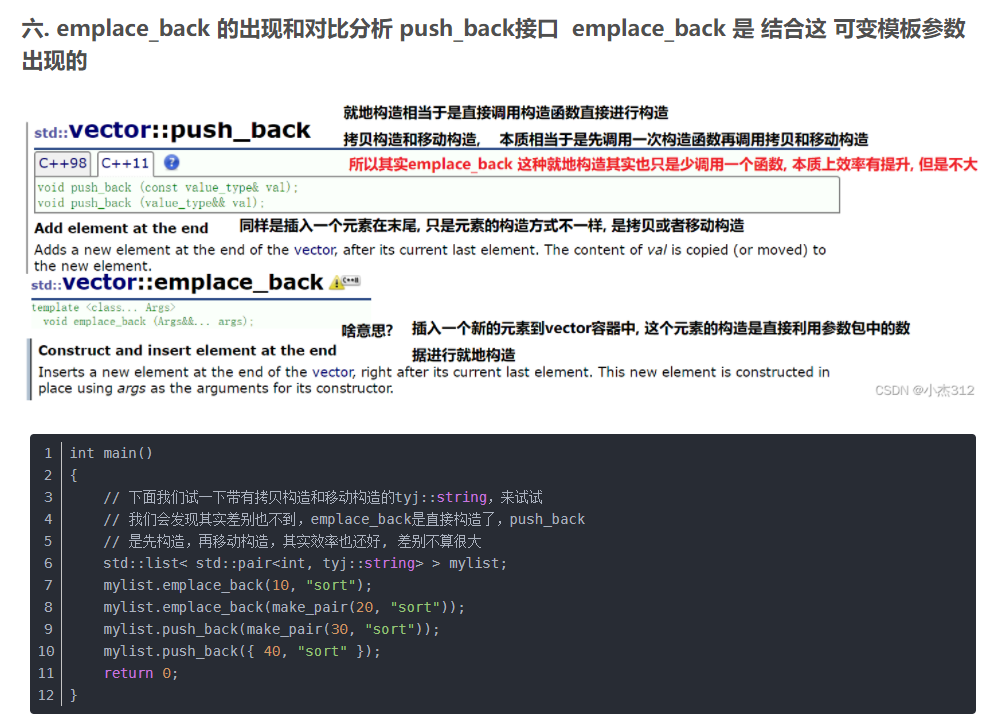 六. emplace_back 的出现和对比分析 push_back接口  emplace_back 是 结合这 可变模板参数
出现的
就地构造相当于是直接调用构造函数直接进行构造
std::vector::push_back
拷贝构造和移动构造,   本质相当于是先调用一次构造函数再调用拷贝和移动构造
C++98 C++11 ?
所以其实emplace_back 这种就地构造其实也只是少调用一个函数, 本质上效率有提升, 但是不大
void push_back (const value_type& val);
void push_back (value_type&& val);
Add element at the end
同样是插入一个元素在末尾, 只是元素的构造方式不一样, 是拷贝或者移动构造
Adds a new element at the end of the vector, after its current last element. The content of val is copied (or moved) to
the new element.
std::vector::emplace_back C++11
template <class... Args>
void emplace_back (Args&&... args);
啥意思?
插入一个新的元素到vector容器中, 这个元素的构造是直接利用参数包中的数
据进行就地构造
Construct and insert element at the end
Inserts a new element at the end of the vector, right after its current last element. This new element is constructed in
place using args as the arguments for its constructor.
CSDN @小杰312
1 int main()
2 {
3     // 下面我们试一下带有拷贝构造和移动构造的tyj::string，来试试
4     // 我们会发现其实差别也不到，emplace_back是直接构造了，push_back
5     // 是先构造，再移动构造，其实效率也还好, 差别不算很大
6     std::list< std::pair<int, tyj::string> > mylist;
7     mylist.emplace_back(10, "sort");
8     mylist.emplace_back(make_pair(20, "sort"));
9     mylist.push_back(make_pair(30, "sort"));
10     mylist.push_back({ 40, "sort" });
11     return 0;
12 }